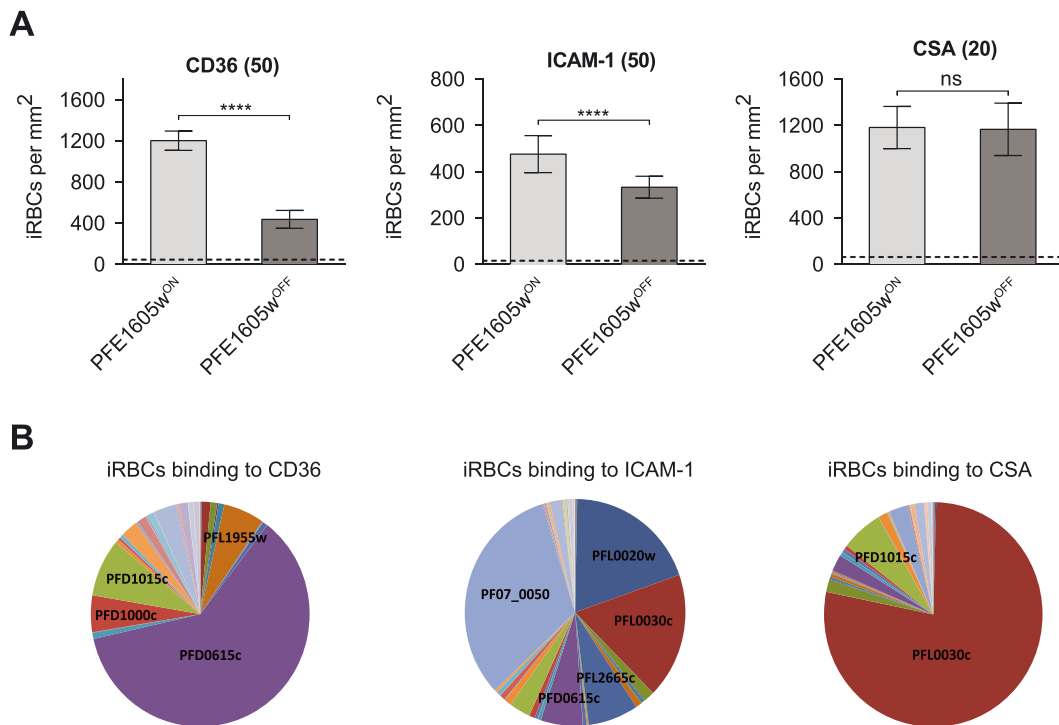 A
CD36 (50)
iRBCs per mm²
1600
1200
800
400
0
****
PFE1605wᴼᴺ
PFE1605wᴼᶠᶠ
ICAM-1 (50)
iRBCs per mm²
800
600
400
200
0
****
PFE1605wᴼᴺ
PFE1605wᴼᶠᶠ
CSA (20)
iRBCs per mm²
1600
1200
800
400
0
ns
PFE1605wᴼᴺ
PFE1605wᴼᶠᶠ
B
iRBCs binding to CD36
PFL1955w
PFD1015c
PFD1000c
PFD0615c
iRBCs binding to ICAM-1
PFL0020w
PF07_0050
PFL0030c
PFL2665c
PFD0615c
iRBCs binding to CSA
PFD1015c
PFL0030c